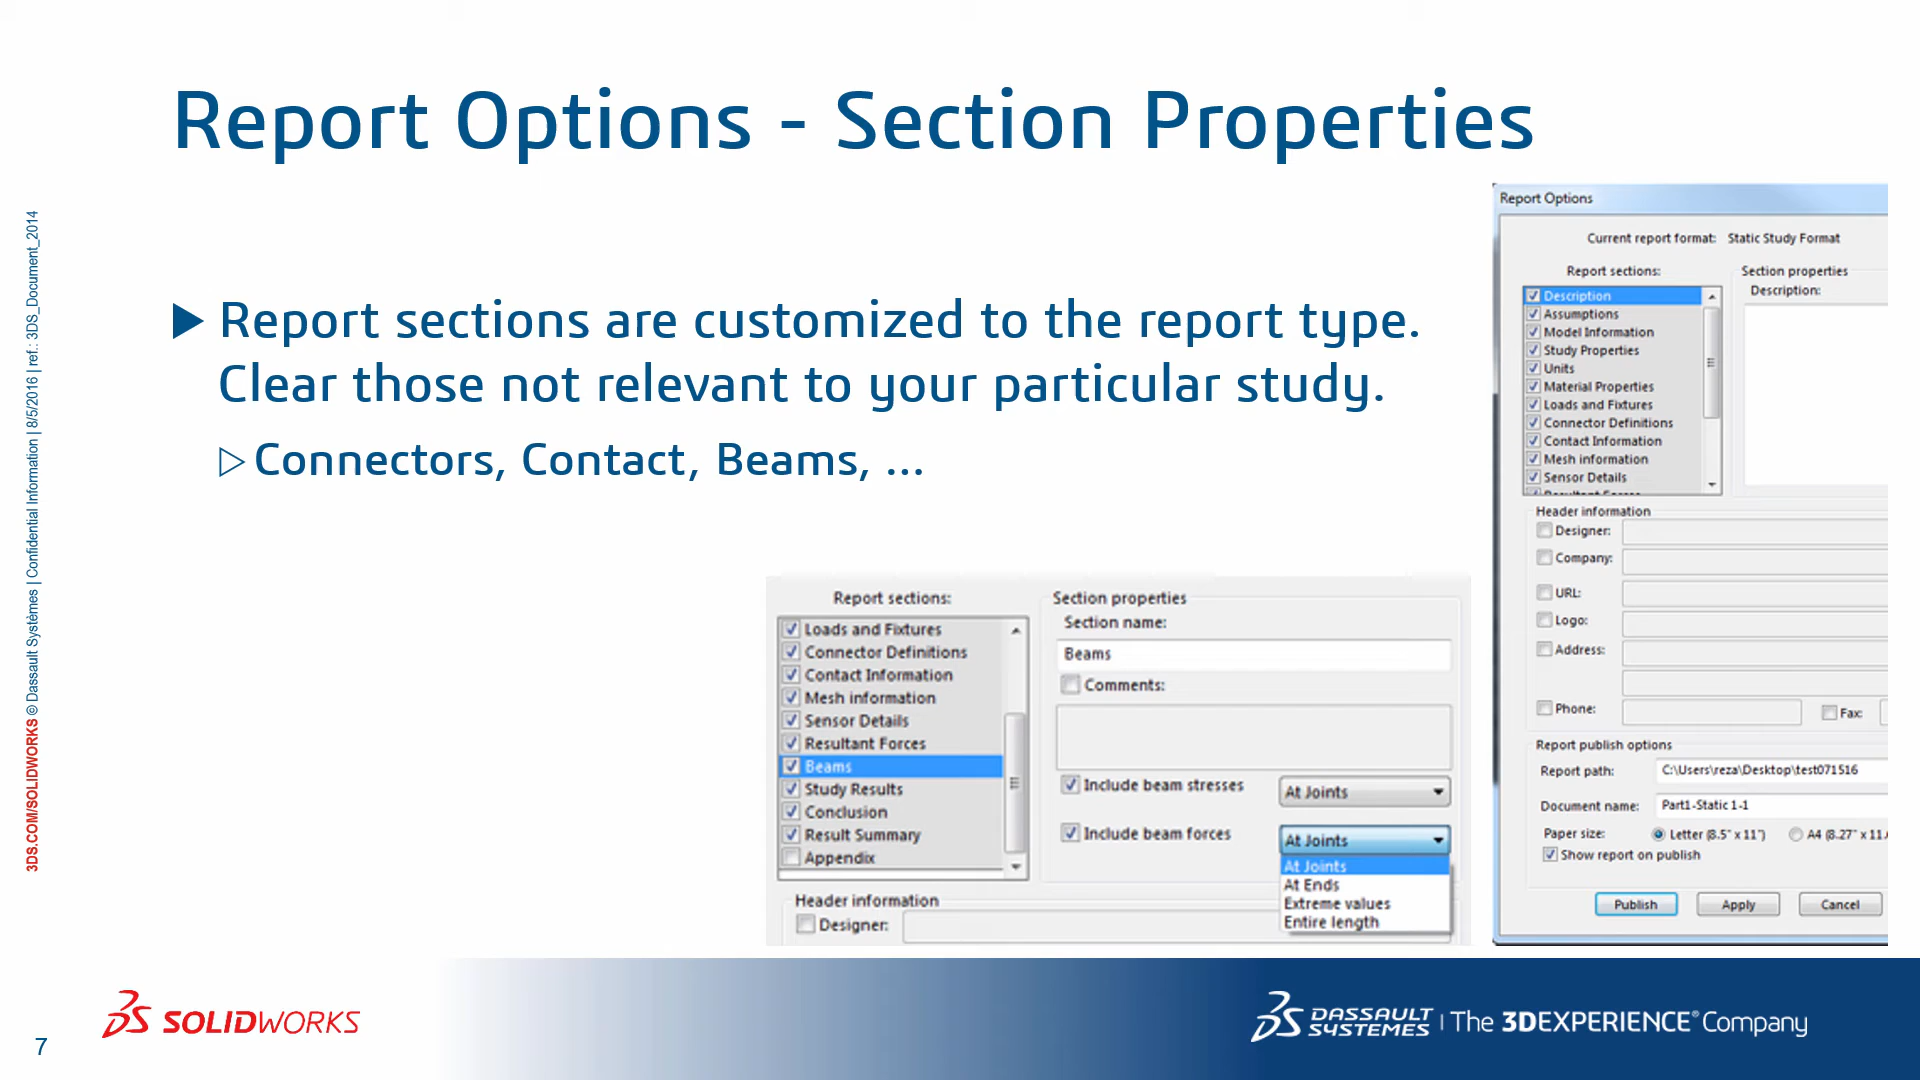 Report Options - Section Properties
Report sections are customized to the report type.
Clear those not relevant to your particular study.
Connectors, Contact, Beams, ...
Report sections:
Loads and Fixtures
Connector Definitions
Contact Information
Mesh information
Sensor Details
Resultant Forces
Beams
Study Results
Conclusion
Result Summary
Appendix
Section properties
Section name:
Beams
Comments:
Include beam stresses
At Joints
Include beam forces
At Joints
At Joints
At Ends
Extreme values
Entire length
Header information
Designer:
Report Options
Current report format: Static Study Format
Report sections:
Description
Assumptions
Model Information
Study Properties
Units
Material Properties
Loads and Fixtures
Connector Definitions
Contact Information
Mesh information
Sensor Details
Section properties
Description:
Header information
Designer:
Company:
URL:
Logo:
Address:
Phone:
Fax:
Report publish options
Report path: C:\Users\reza\Desktop\test071516
Document name: Part1-Static 1-1
Paper size: Letter (8.5" x 11") A4 (8.27" x 11.
Show report on publish
Publish Apply Cancel
3DS.COM/SOLIDWORKS © Dassault Systèmes | Confidential Information | 8/5/2016 | ref.: 3DS_Document_2014
7
SOLIDWORKS
DASSAULT SYSTEMES | The 3DEXPERIENCE® Company